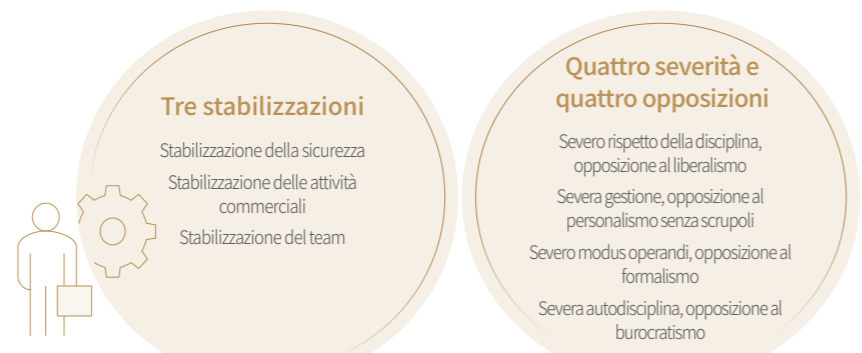 Tre stabilizzazioni
Stabilizzazione della sicurezza
Stabilizzazione delle attività
commerciali
Stabilizzazione del team
Quattro severità e
quattro opposizioni
Severo rispetto della disciplina,
opposizione al liberalismo
Severa gestione, opposizione al
personalismo senza scrupoli
Severo modus operandi, opposizione al
formalismo
Severa autodisciplina, opposizione al
burocratismo